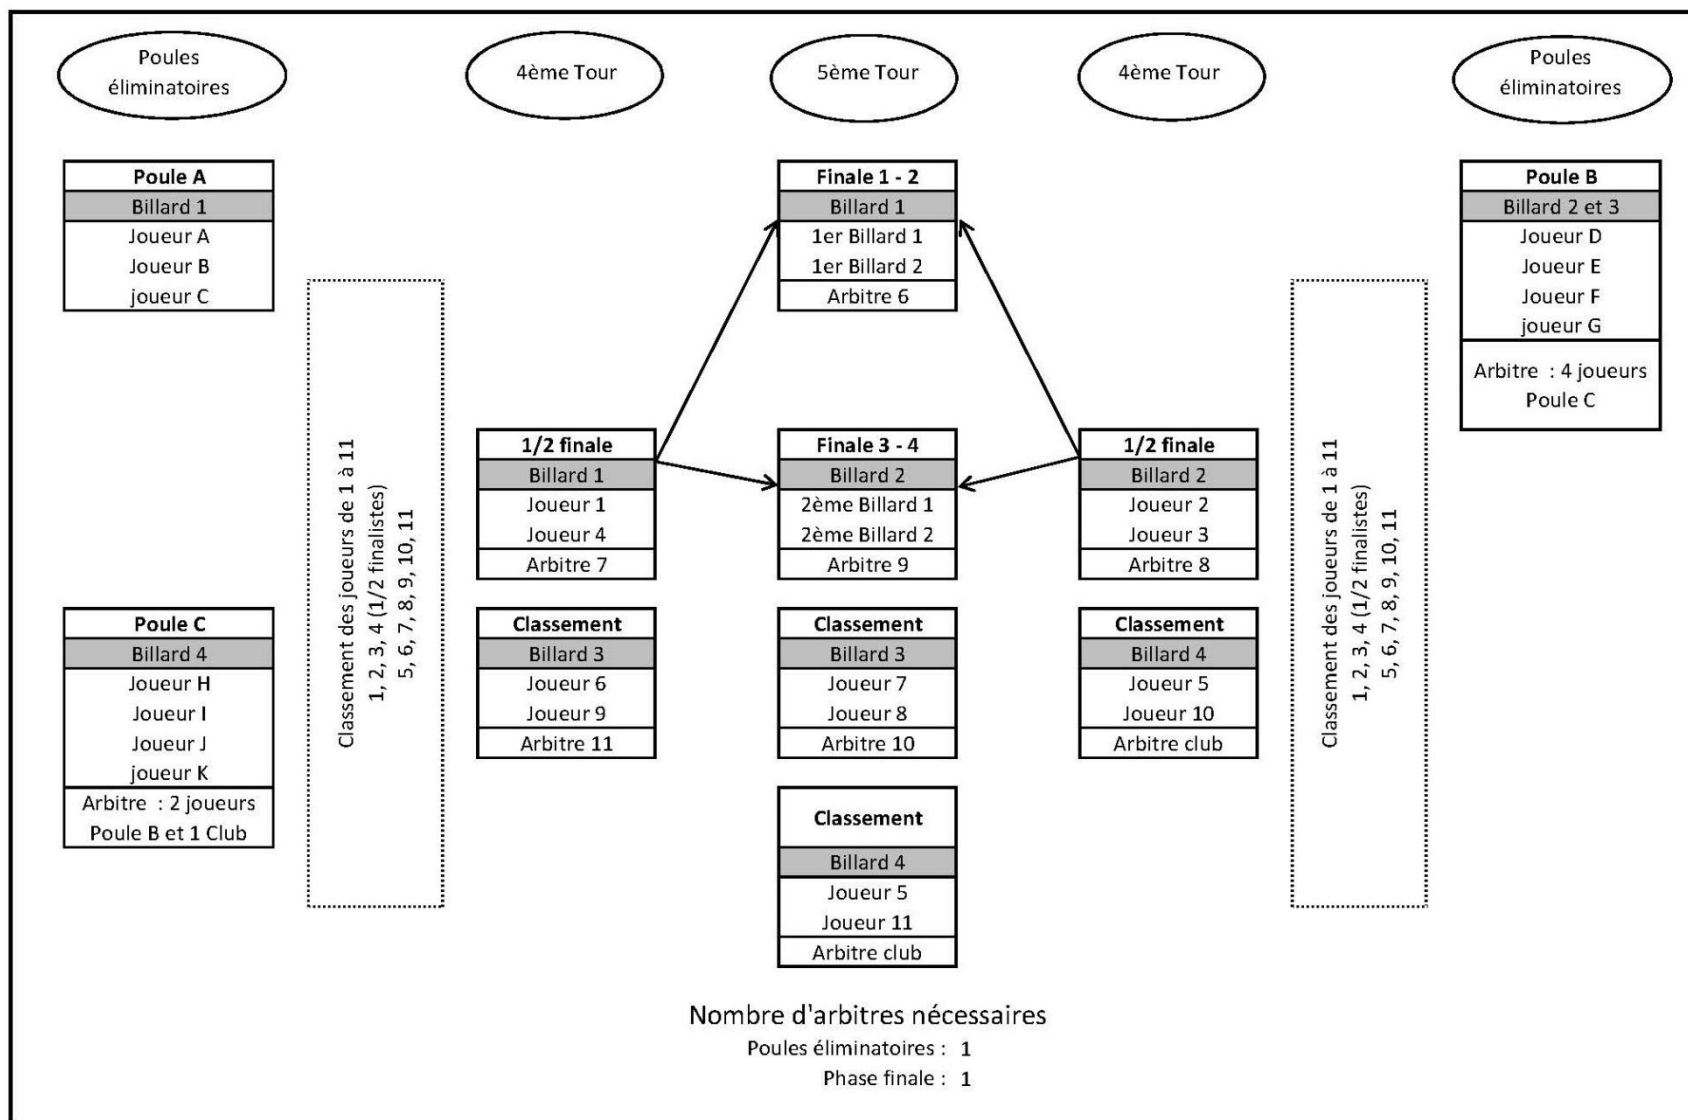 Poules
éliminatoires
4ème Tour
5ème Tour
4ème Tour
Poules
éliminatoires
Poule A
Billard 1
Joueur A
Joueur B
joueur C
Finale 1 - 2
Billard 1
1er Billard 1
1er Billard 2
Arbitre 6
Poule B
Billard 2 et 3
Joueur D
Joueur E
Joueur F
joueur G
Arbitre : 4 joueurs
Poule C
Classement des joueurs de 1 à 11
1, 2, 3, 4 (1/2 finalistes)
5, 6, 7, 8, 9, 10, 11
1/2 finale
Billard 1
Joueur 1
Joueur 4
Arbitre 7
Finale 3 - 4
Billard 2
2ème Billard 1
2ème Billard 2
Arbitre 9
1/2 finale
Billard 2
Joueur 2
Joueur 3
Arbitre 8
Classement des joueurs de 1 à 11
1, 2, 3, 4 (1/2 finalistes)
5, 6, 7, 8, 9, 10, 11
Poule C
Billard 4
Joueur H
Joueur I
Joueur J
joueur K
Arbitre : 2 joueurs
Poule B et 1 Club
Classement
Billard 3
Joueur 6
Joueur 9
Arbitre 11
Classement
Billard 3
Joueur 7
Joueur 8
Arbitre 10
Classement
Billard 4
Joueur 5
Joueur 10
Arbitre club
Classement
Billard 4
Joueur 5
Joueur 11
Arbitre club
Nombre d'arbitres nécessaires
Poules éliminatoires : 1
Phase finale : 1